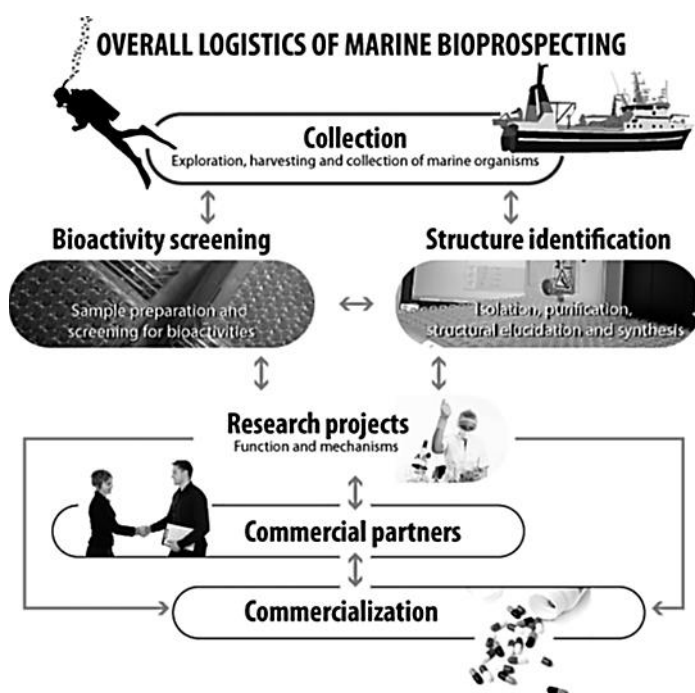 OVERALL LOGISTICS OF MARINE BIOPROSPECTING
Collection
Exploration, harvesting and collection of marine organisms
Bioactivity screening
Sample preparation and
screening for bioactivities
Structure identification
Isolation, purification,
structural elucidation and synthesis
Research projects
Function and mechanisms
Commercial partners
Commercialization